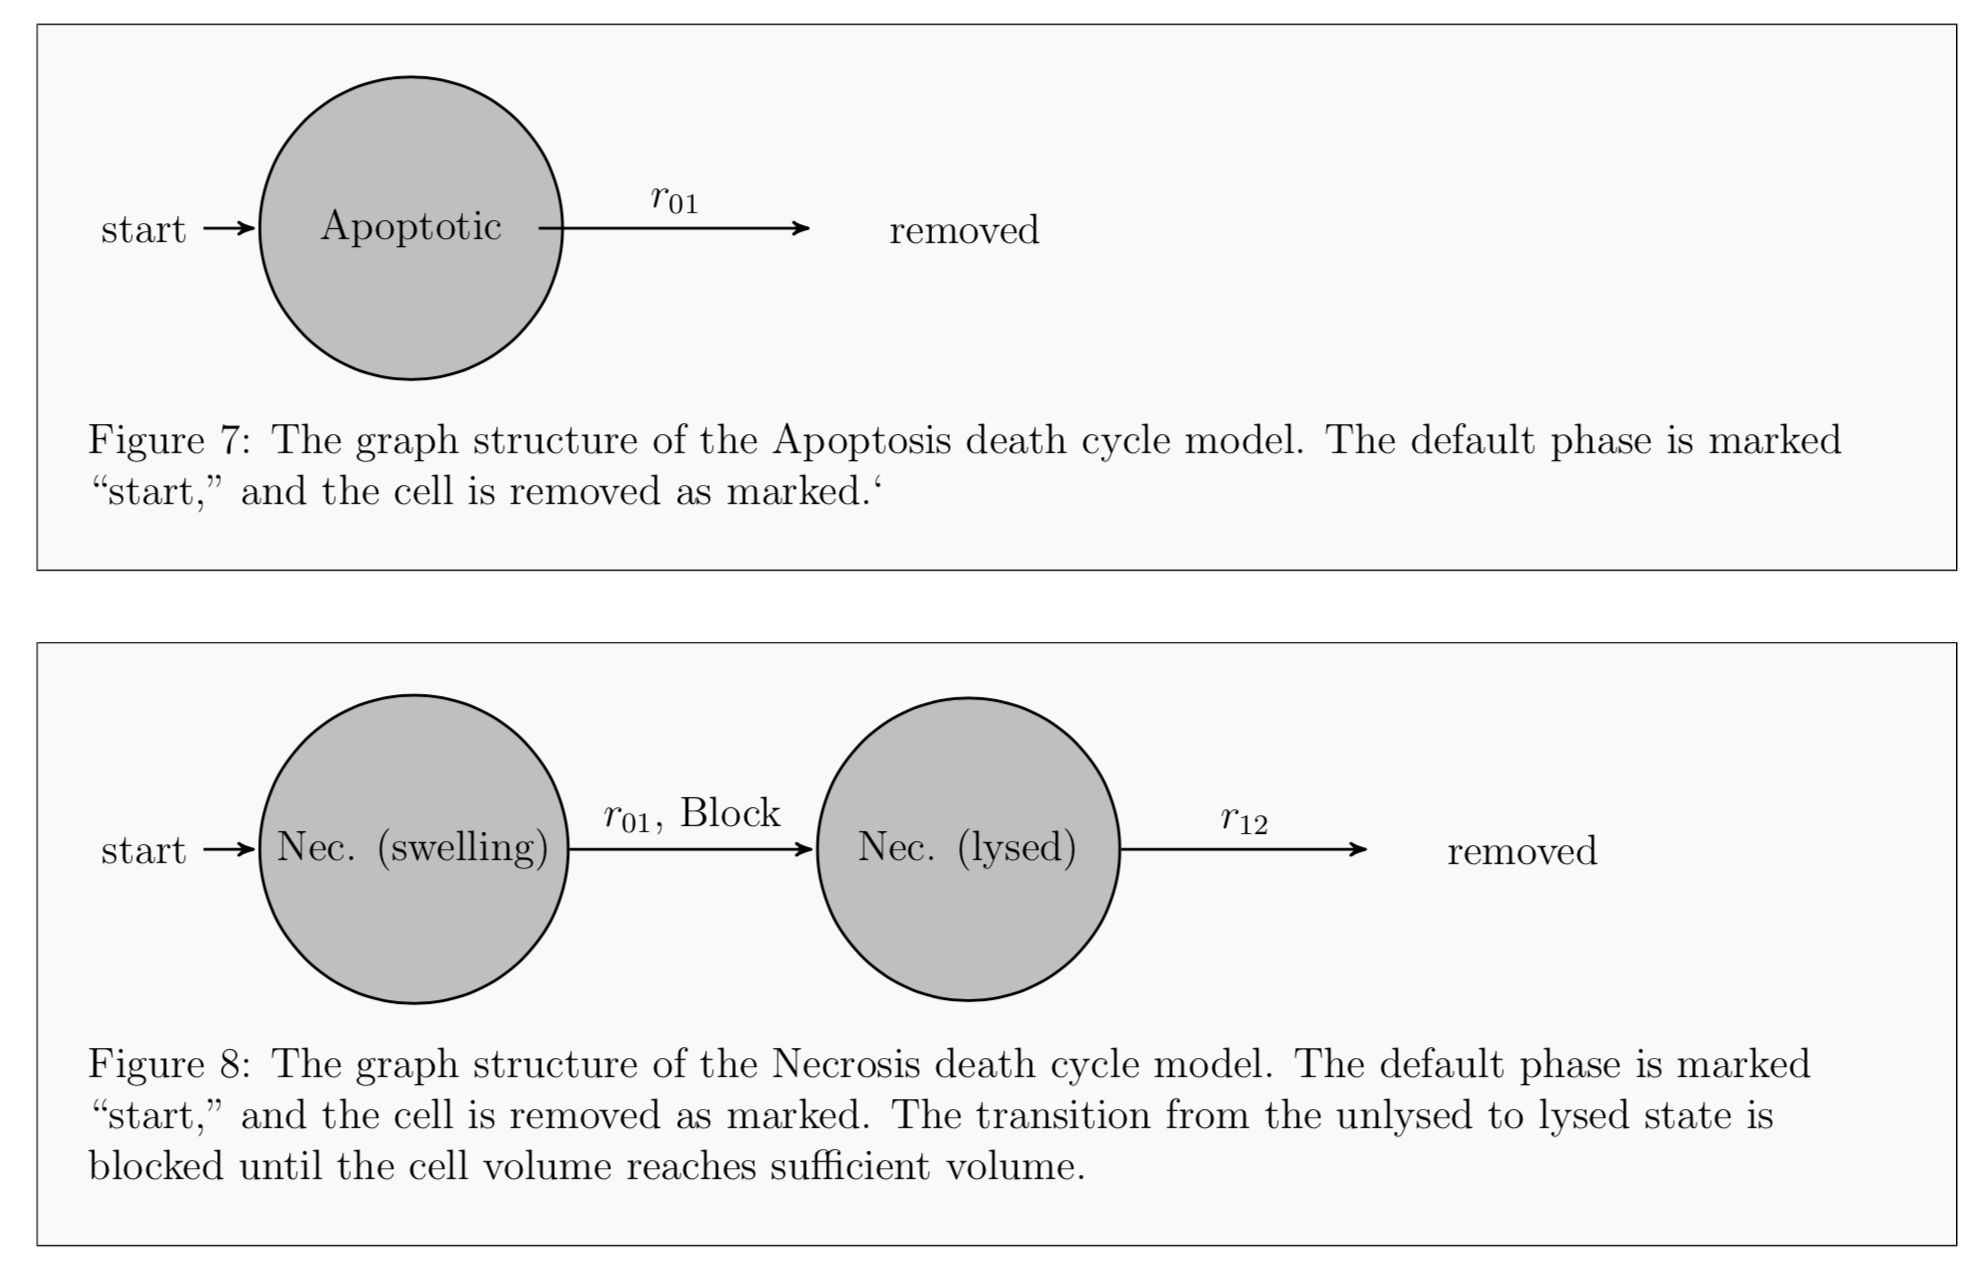 start
Apoptotic
r01
removed
Figure 7: The graph structure of the Apoptosis death cycle model. The default phase is marked
“start,” and the cell is removed as marked.‘
start
Nec. (swelling)
r01, Block
Nec. (lysed)
r12
removed
Figure 8: The graph structure of the Necrosis death cycle model. The default phase is marked
“start,” and the cell is removed as marked. The transition from the unlysed to lysed state is
blocked until the cell volume reaches sufficient volume.